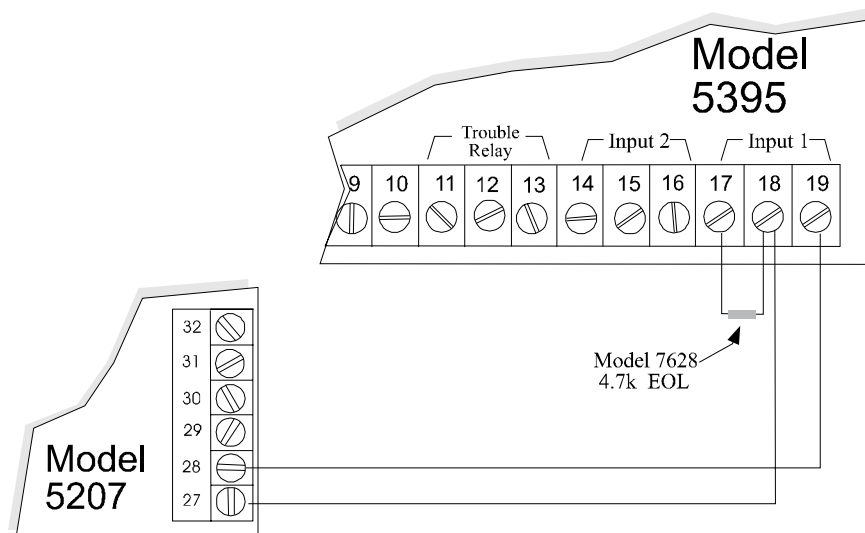 Model
5395
Trouble
Relay
Input 2
Input 1
9 10 11 12 13 14 15 16 17 18 19
Model 7628
4.7k EOL
32
31
30
29
28
27
Model
5207